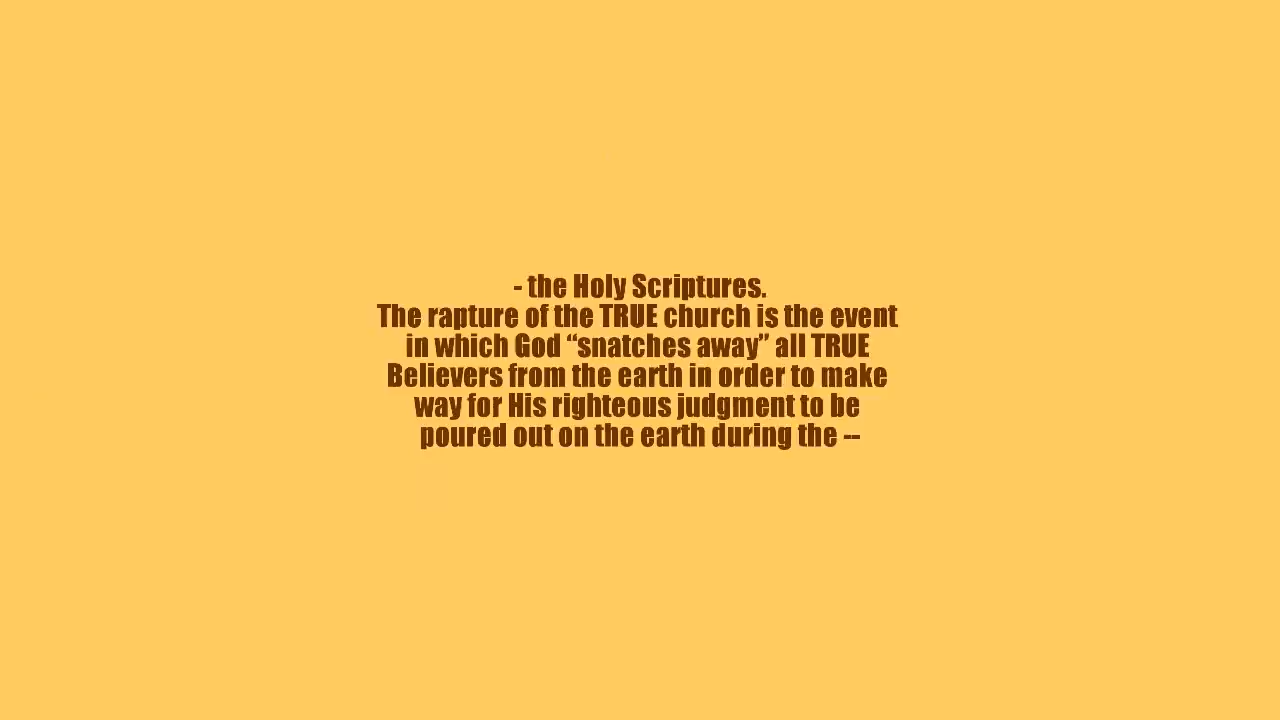 - the Holy Scriptures.
The rapture of the TRUE church is the event
in which God “snatches away” all TRUE
Believers from the earth in order to make
way for His righteous judgment to be
poured out on the earth during the --